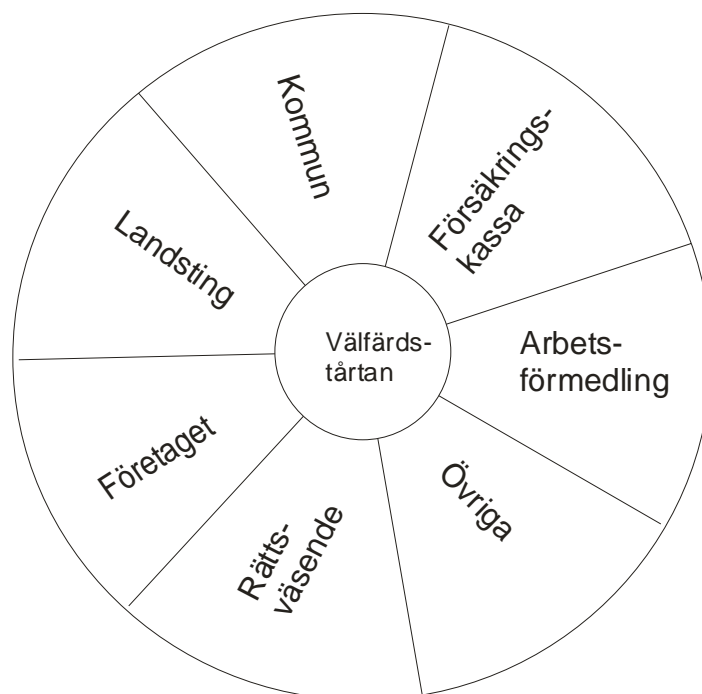 Kommun
Försäkrings-
kassa
Landsting
Välfärds-
tårtan
Arbets-
förmedling
Företaget
Övriga
Rätts-
väsende